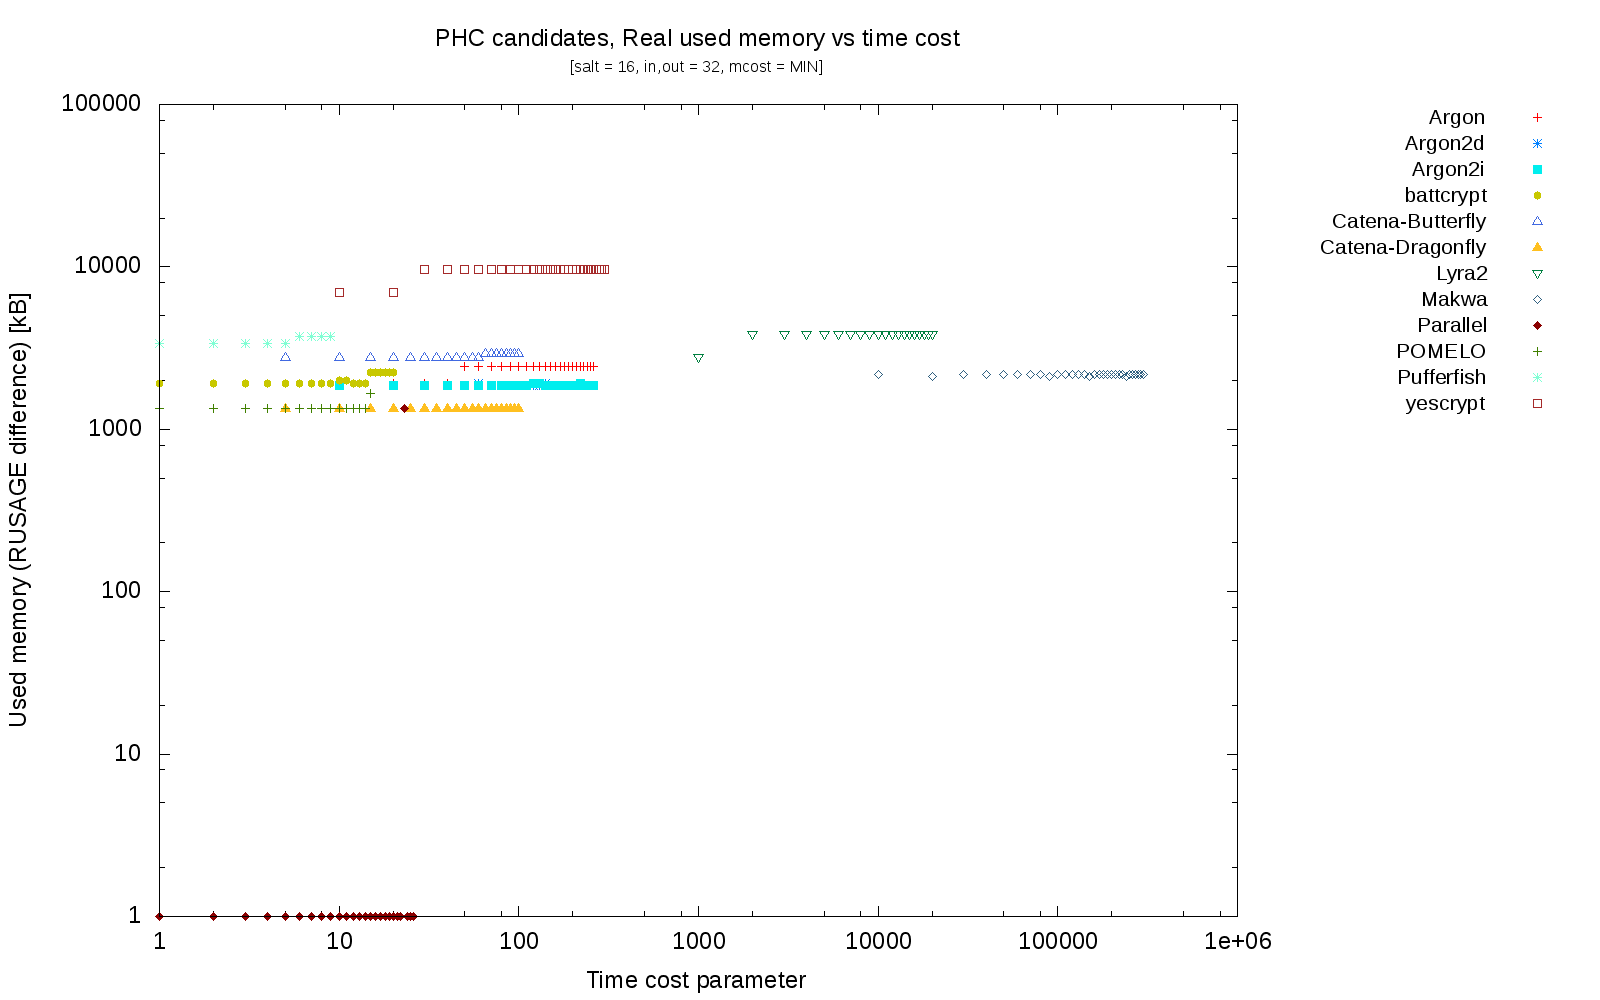 PHC candidates, Real used memory vs time cost
[salt = 16, in,out = 32, mcost = MIN]
Used memory (RUSAGE difference) [kB]
100000
10000
1000
100
10
1
1
10
100
1000
10000
100000
1e+06
Time cost parameter
Argon
Argon2d
Argon2i
battcrypt
Catena-Butterfly
Catena-Dragonfly
Lyra2
Makwa
Parallel
POMELO
Pufferfish
yescrypt